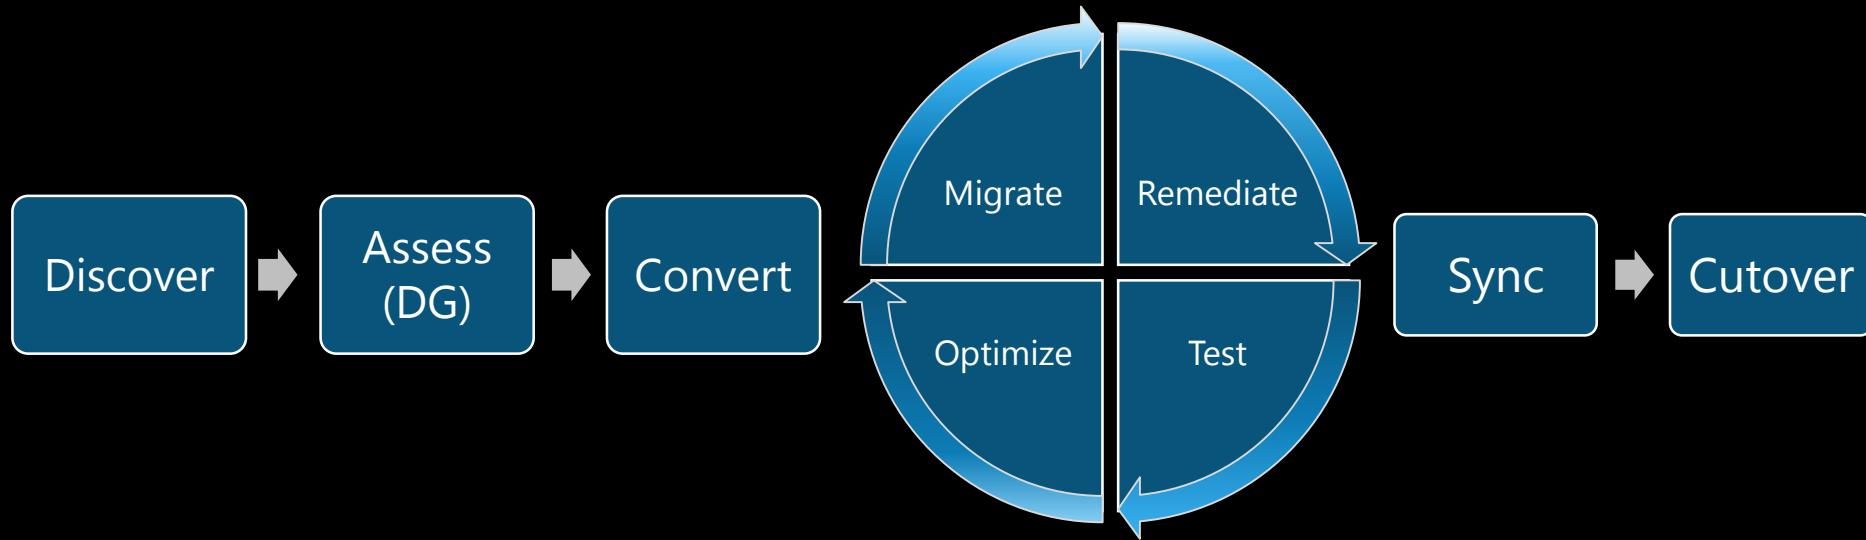 Discover
Assess
(DG)
Convert
Migrate
Remediate
Optimize
Test
Sync
Cutover